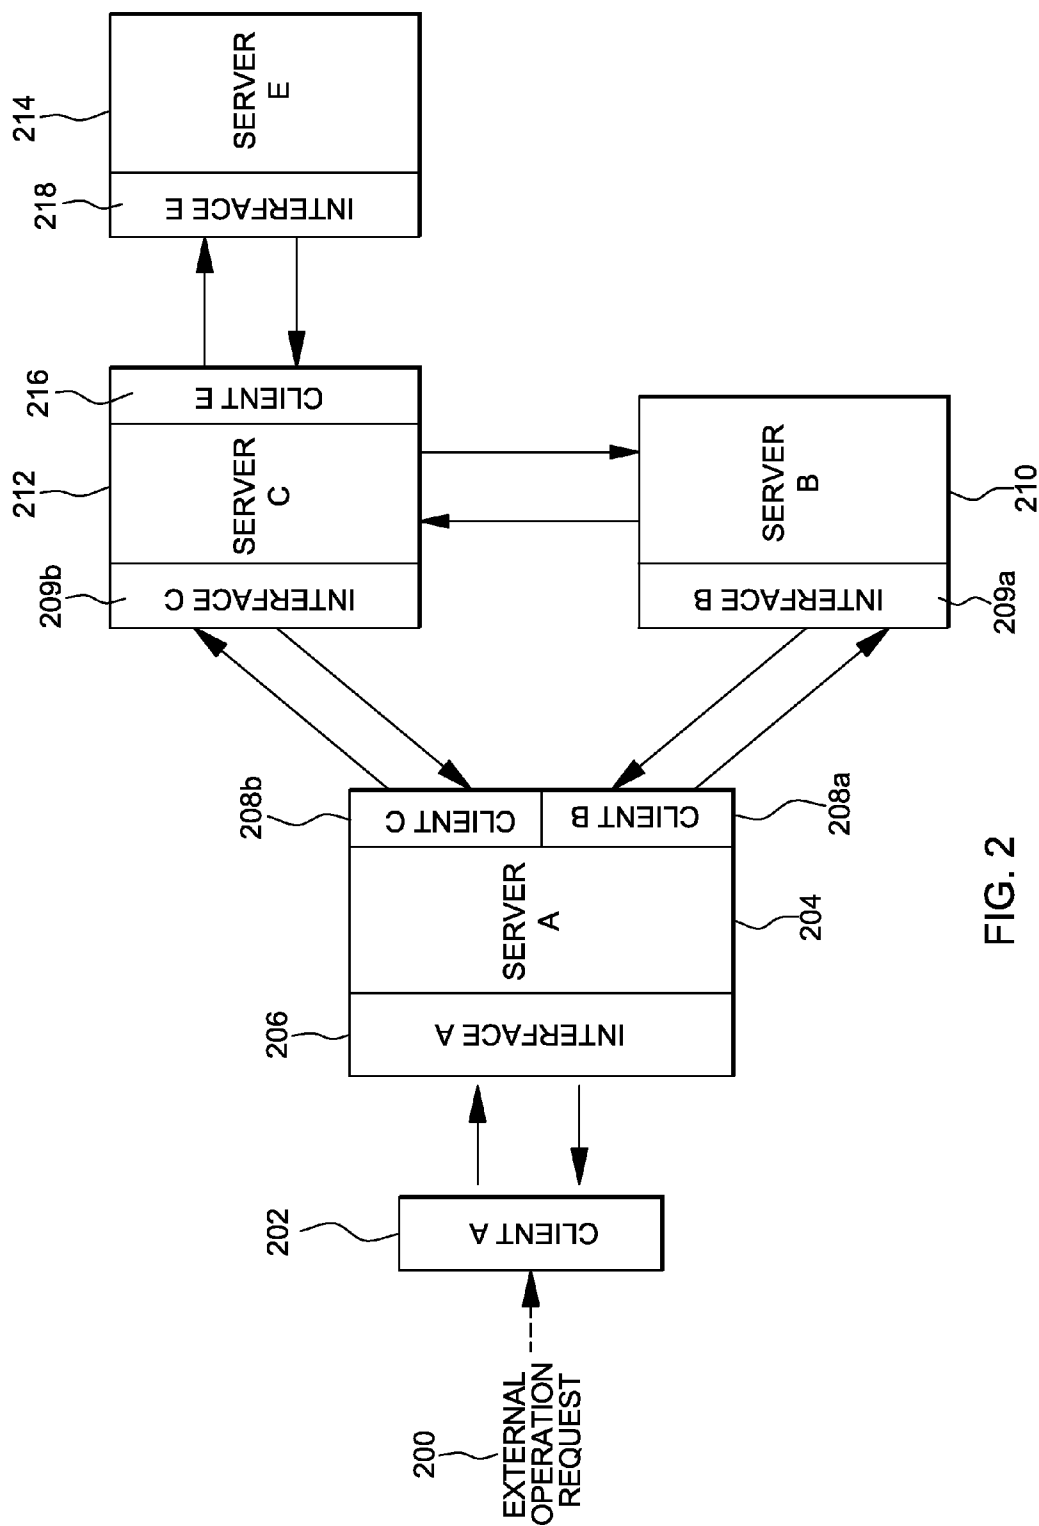 200
EXTERNAL
OPERATION
REQUEST
202
CLIENT A
206
INTERFACE A
SERVER
A
204
208b
CLIENT C
CLIENT B
208a
209b
INTERFACE C
212
SERVER
C
216
CLIENT E
218
INTERFACE E
214
SERVER
E
INTERFACE B
209a
SERVER
B
210
FIG. 2